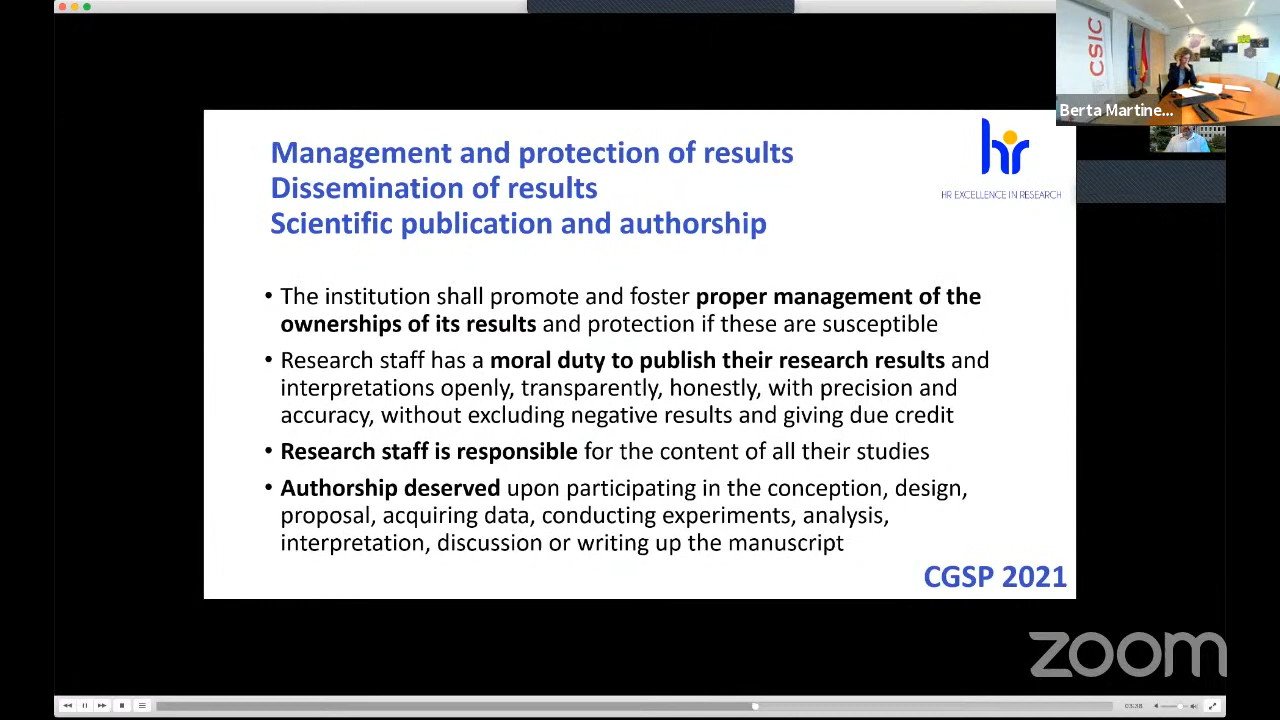 CSIC
Berta Martine...
Management and protection of results
Dissemination of results
Scientific publication and authorship
hr
HR EXCELLENCE IN RESEARCH
• The institution shall promote and foster proper management of the
ownerships of its results and protection if these are susceptible
• Research staff has a moral duty to publish their research results and
interpretations openly, transparently, honestly, with precision and
accuracy, without excluding negative results and giving due credit
• Research staff is responsible for the content of all their studies
• Authorship deserved upon participating in the conception, design,
proposal, acquiring data, conducting experiments, analysis,
interpretation, discussion or writing up the manuscript
CGSP 2021
zoom
03:38